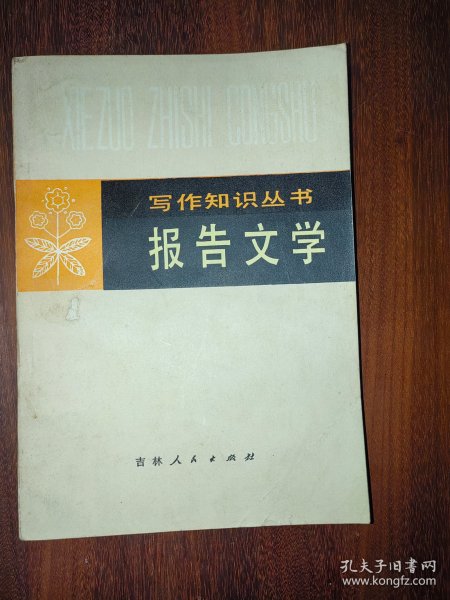 XIEZUO ZHISHI CONGSHU
写作知识丛书
报告文学
吉林人民出版社
孔夫子旧书网
www.kongfz.com